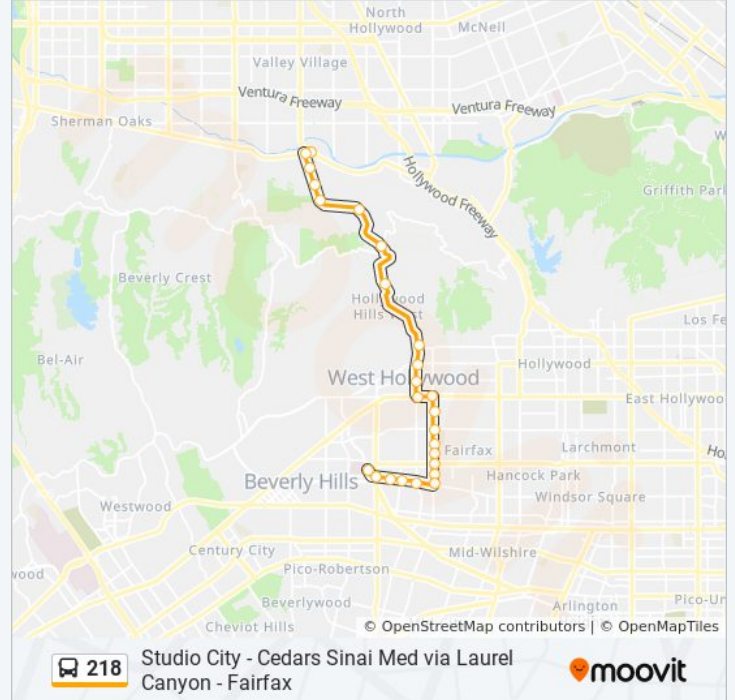 North
Hollywood
McNeil
Valley Village
Ventura Freeway
Ventura Freeway
Sherman Oaks
W
Hollywood Freeway
Griffith Park
Beverly Crest
Hollywood
Hills West
Los Fe
Bel-Air
Hollywood
West Hollywood
East Hollywoo
Fairfax
Larchmont
Ho
Beverly Hills
Hancock Park
Windsor Square
Westwood
Century City
Mid-Wilshire
wood
Pico-Robertson
Beverlywood
Arlington
Pico-Un
Cheviot Hills
© OpenStreetMap contributors | © OpenMapTiles
218
Studio City - Cedars Sinai Med via Laurel
Canyon - Fairfax
moovit